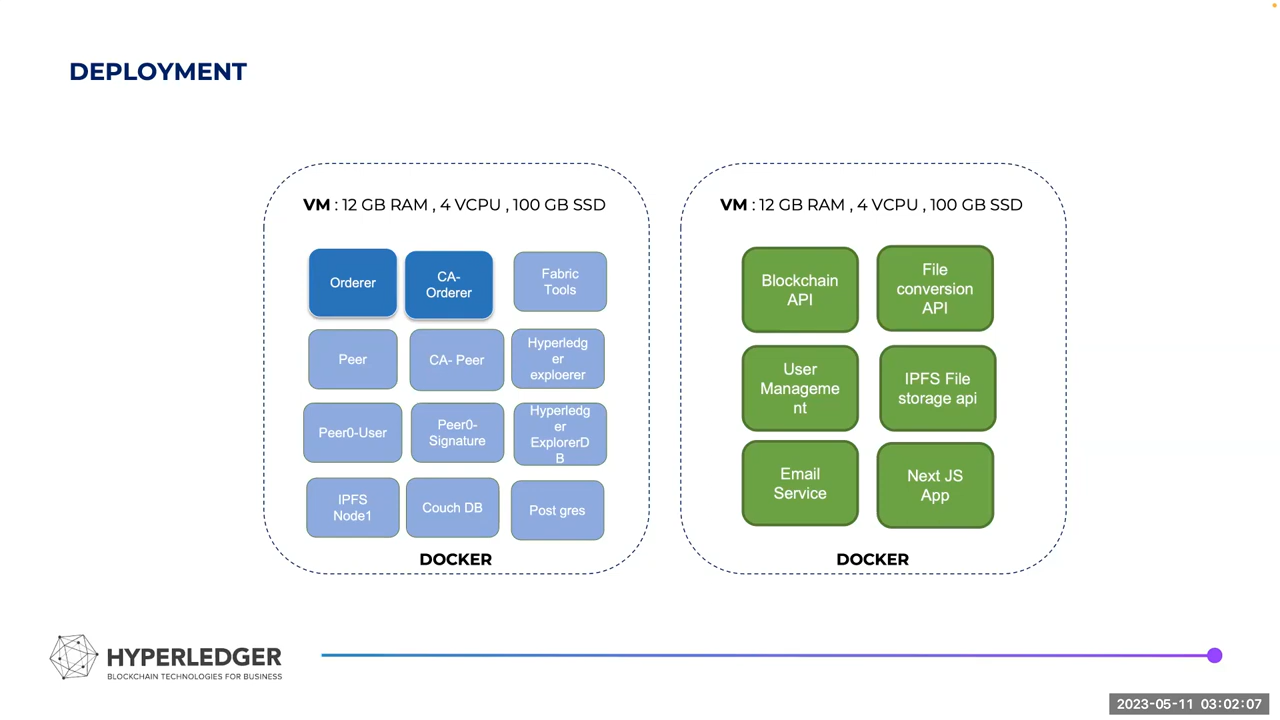 DEPLOYMENT
VM : 12 GB RAM , 4 VCPU , 100 GB SSD
Orderer
CA-
Orderer
Fabric
Tools
Peer
CA- Peer
Hyperledg
er
exploerer
Peer0-User
Peer0-
Signature
Hyperledg
er
ExplorerD
B
IPFS
Node1
Couch DB
Post gres
DOCKER
VM : 12 GB RAM , 4 VCPU , 100 GB SSD
Blockchain
API
File
conversion
API
User
Manageme
nt
IPFS File
storage api
Email
Service
Next JS
App
DOCKER
HYPERLEDGER
BLOCKCHAIN TECHNOLOGIES FOR BUSINESS
2023-05-11 03:02:07